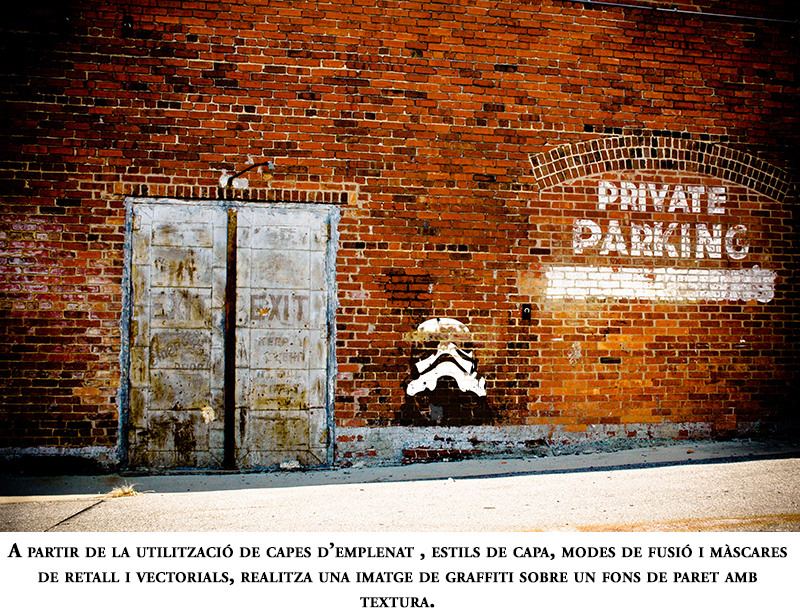 PRIVATE
PARKING
EXIT
A PARTIR DE LA UTILITZACIÓ DE CAPES D’EMPLENAT , ESTILS DE CAPA, MODES DE FUSIÓ I MÀSCARES
DE RETALL I VECTORIALS, REALITZA UNA IMATGE DE GRAFFITI SOBRE UN FONS DE PARET AMB
TEXTURA.